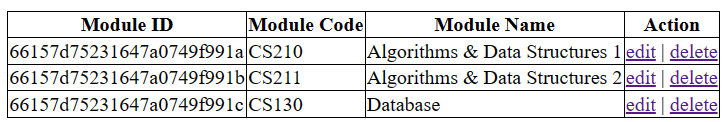 Module ID Module Code Module Name Action
66157d75231647a0749f991a CS210 Algorithms & Data Structures 1 edit | delete
66157d75231647a0749f991b CS211 Algorithms & Data Structures 2 edit | delete
66157d75231647a0749f991c CS130 Database edit | delete